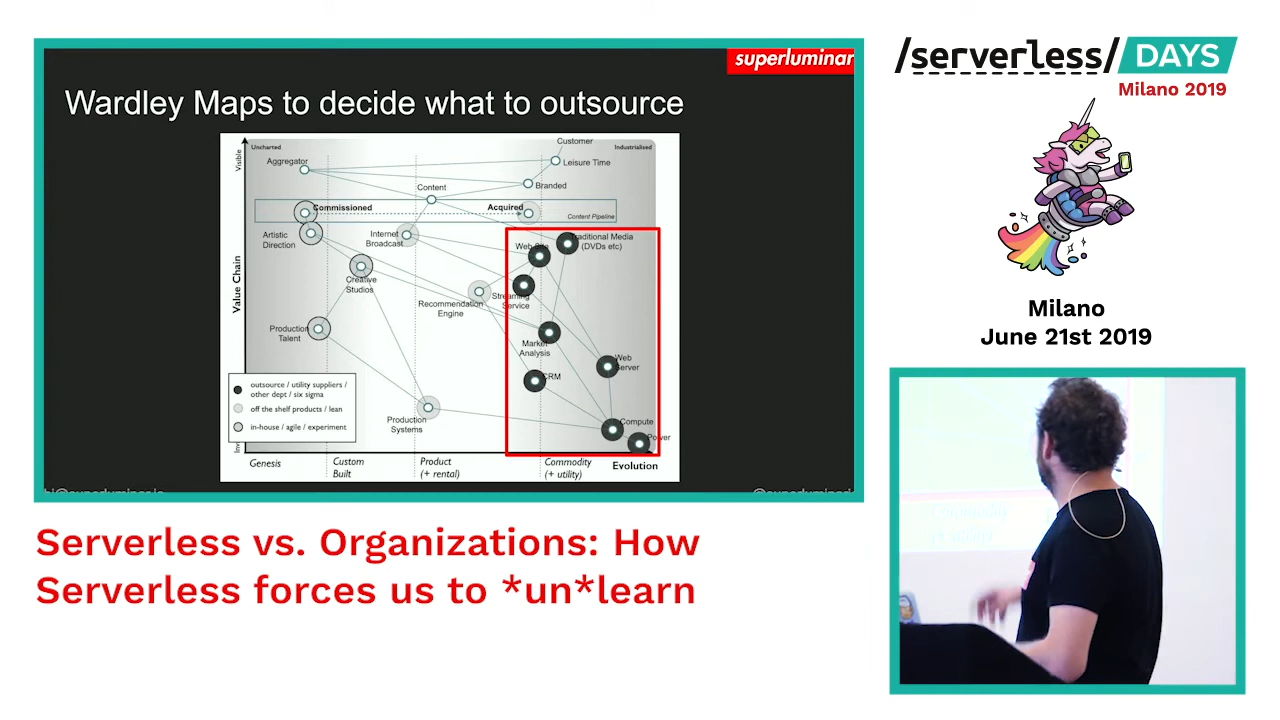 superluminar
Wardley Maps to decide what to outsource
Uncharted
Industrialised
Visible
Customer
Aggregator
Leisure Time
Content
Branded
Commissioned
Acquired
Content Pipeline
Artistic
Direction
Internet
Broadcast
Traditional Media
(DVDs etc)
Web Site
Creative
Studios
Value Chain
Recommendation
Engine
Streaming
Service
Production
Talent
Market
Analysis
Web
Server
CRM
outsource / utility suppliers /
other dept / six sigma
off the shelf products / lean
in-house / agile / experiment
Production
Systems
Compute
Power
Genesis
Custom
Built
Product
(+ rental)
Commodity
(+ utility)
Evolution
/serverless/ DAYS
Milano 2019
Milano
June 21st 2019
Serverless vs. Organizations: How
Serverless forces us to *un*learn